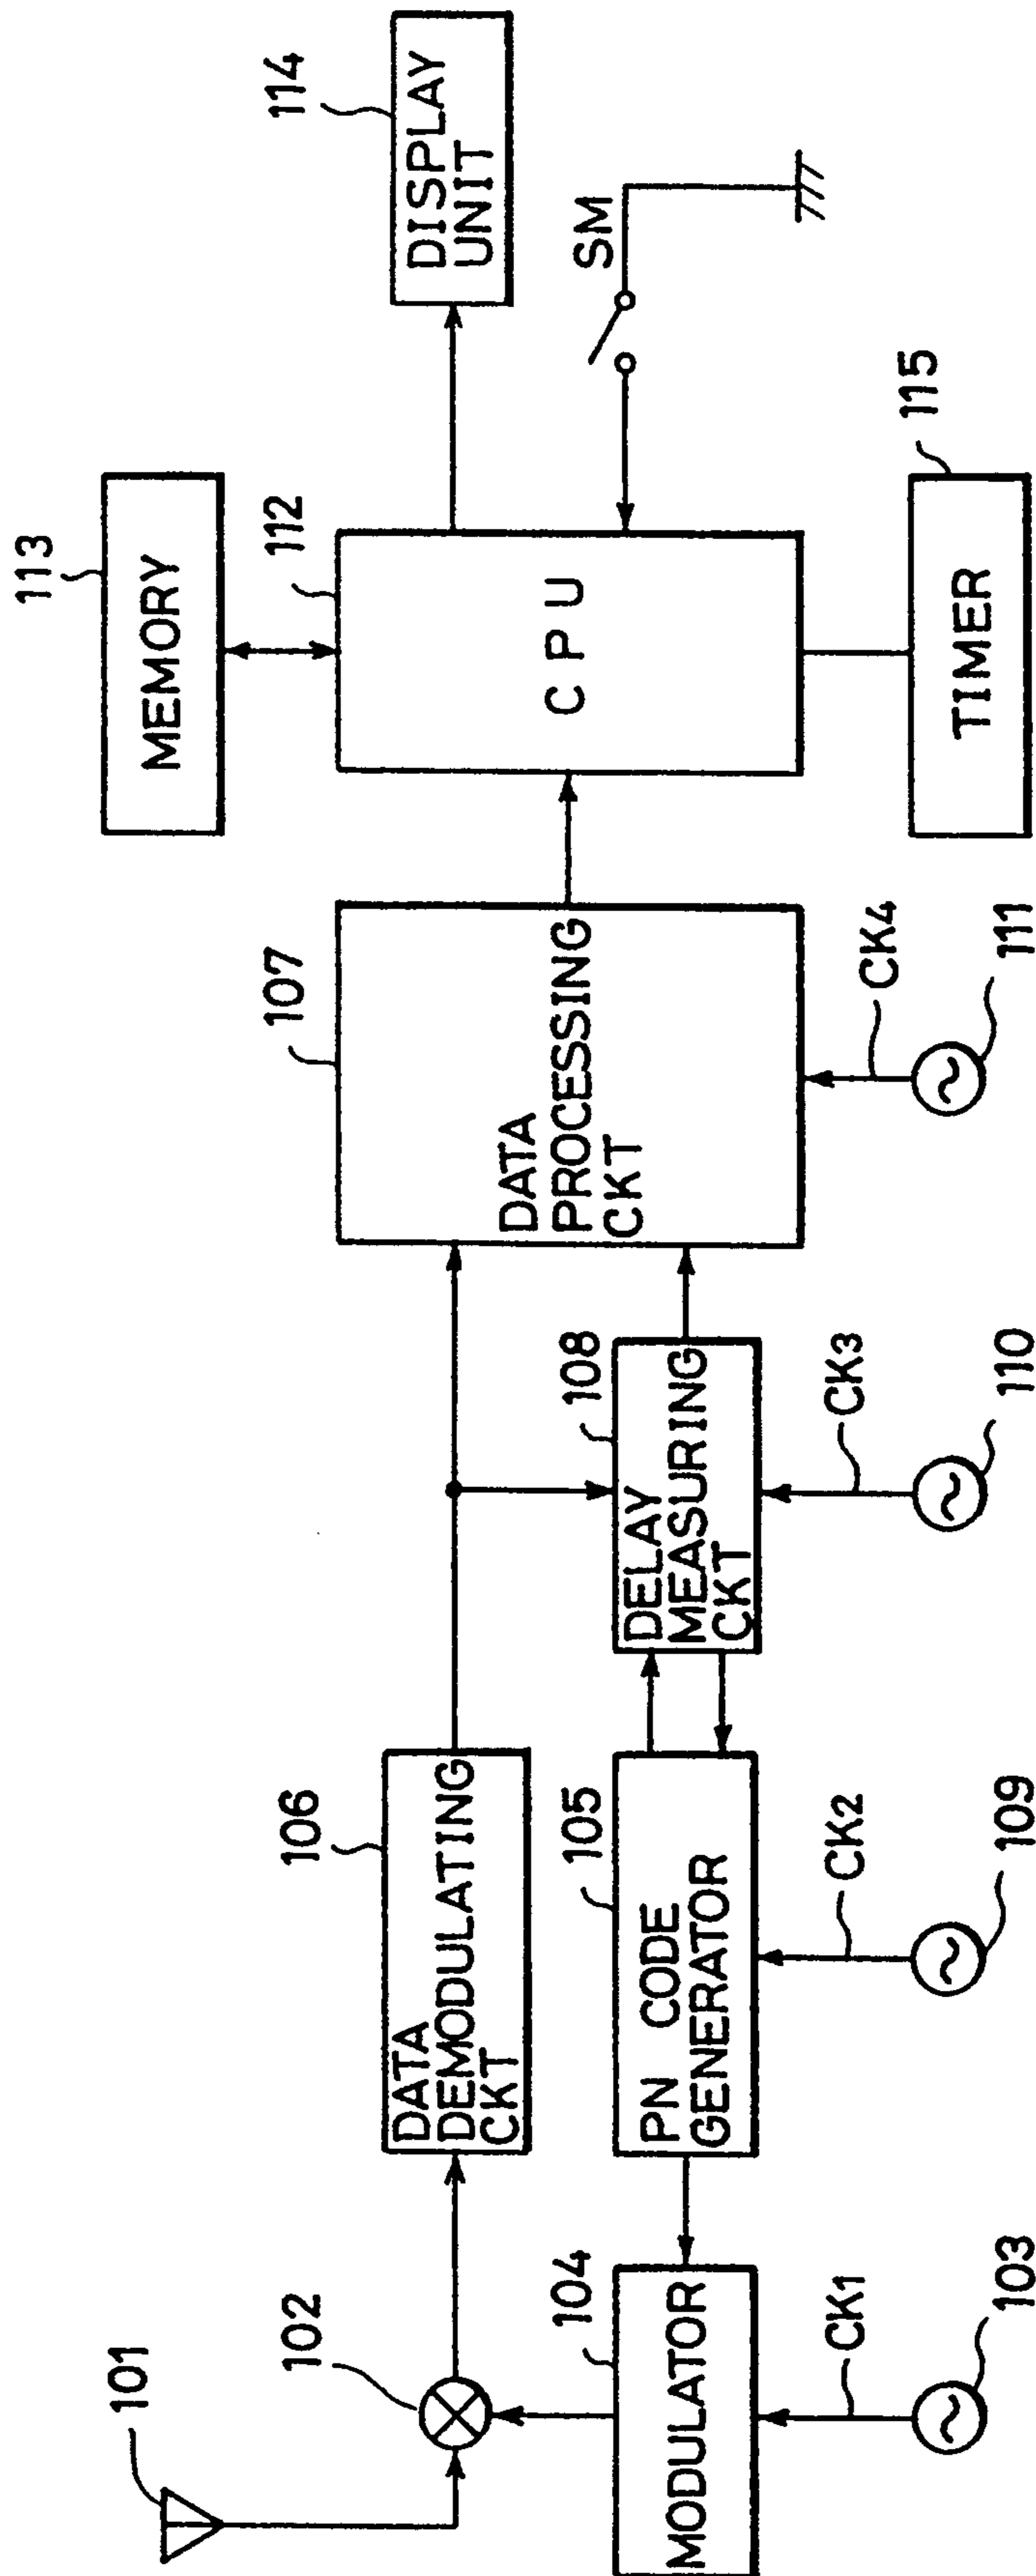 101
102
106
DATA
DEMODULATING
CKT
104
MODULATOR
CK1
103
105
PN CODE
GENERATOR
CK2
109
108
DELAY
MEASURING
CKT
CK3
110
107
DATA
PROCESSING
CKT
CK4
111
113
MEMORY
112
CPU
114
DISPLAY
UNIT
SM
115
TIMER